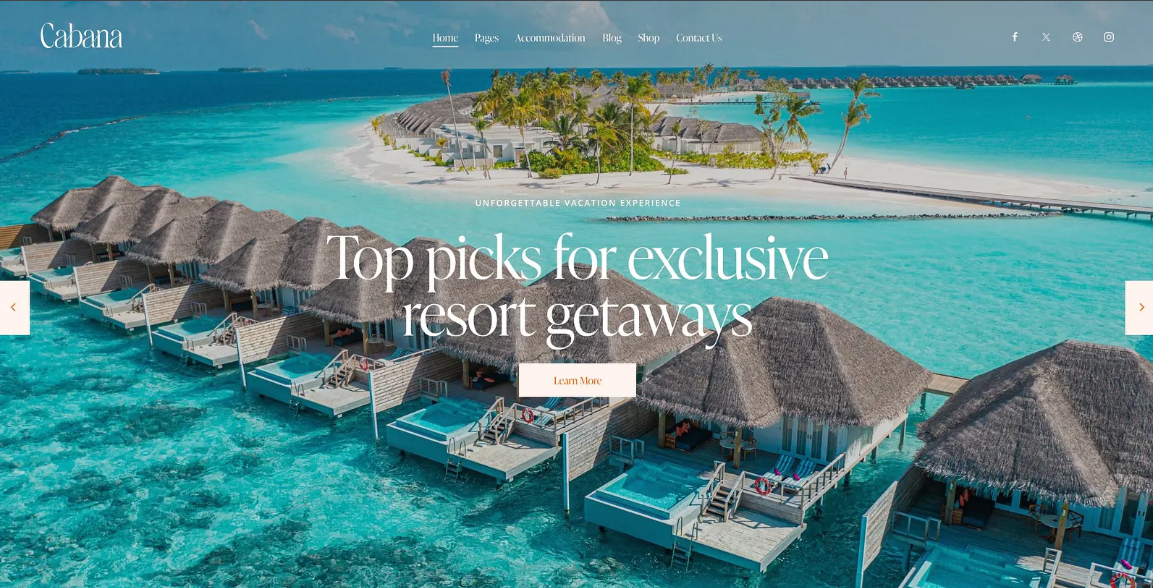 Cabana
Home Pages Accommodation Blog Shop Contact Us
UNFORGETTABLE VACATION EXPERIENCE
Top picks for exclusive
resort getaways
Learn More